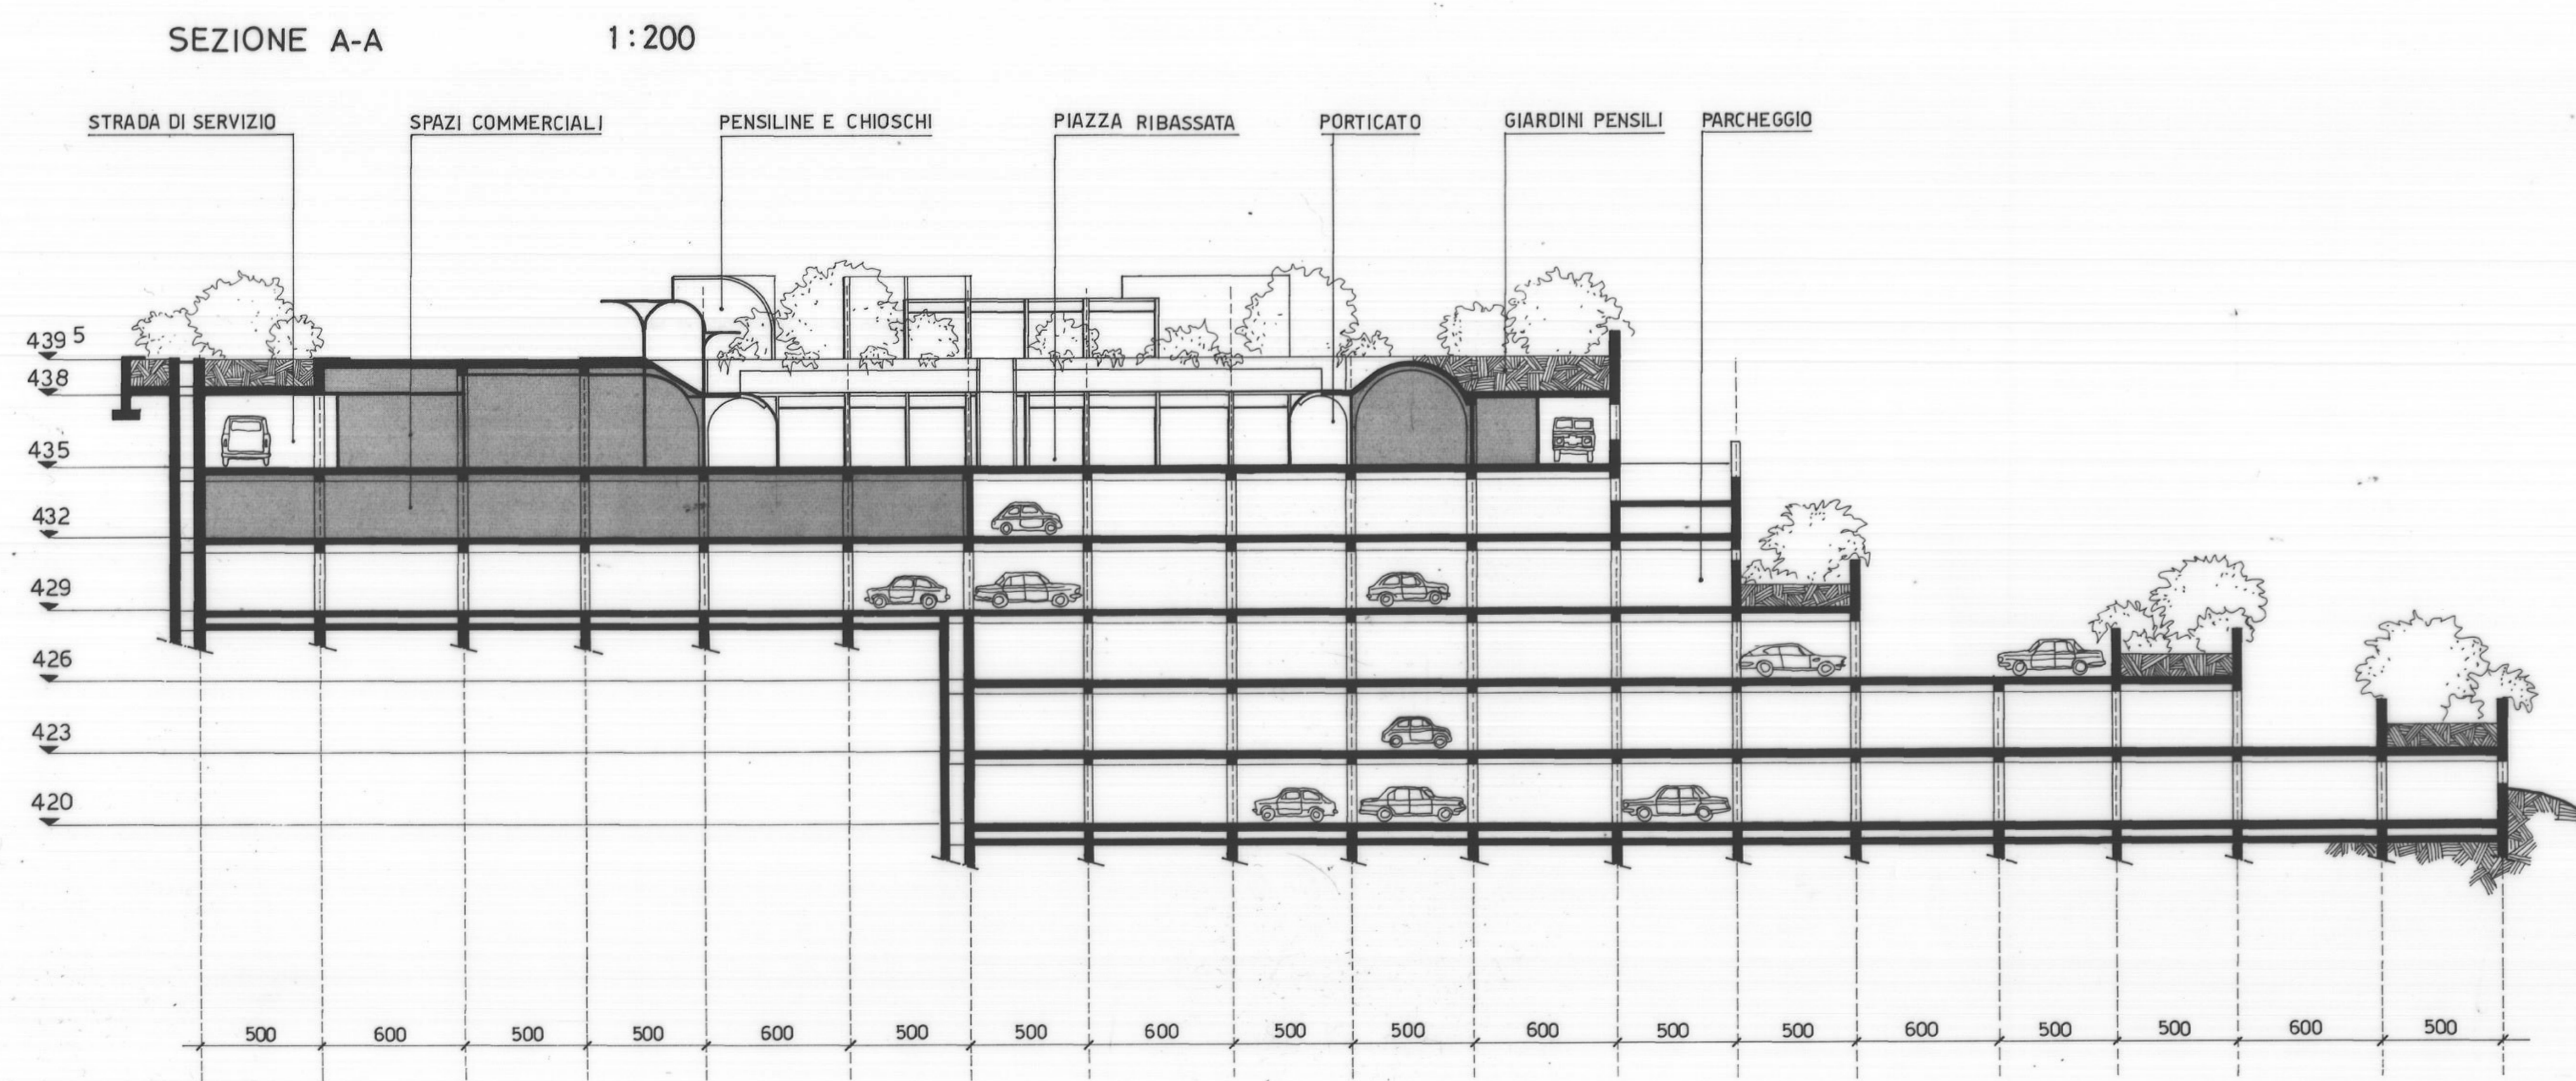 SEZIONE A-A 1:200
STRADA DI SERVIZIO SPAZI COMMERCIALI PENSILINE E CHIOSCHI PIAZZA RIBASSATA PORTICATO GIARDINI PENSILI PARCHEGGIO
439 5
438
435
432
429
426
423
420
500 600 500 500 600 500 500 600 500 500 600 500 500 600 500 500 600 500